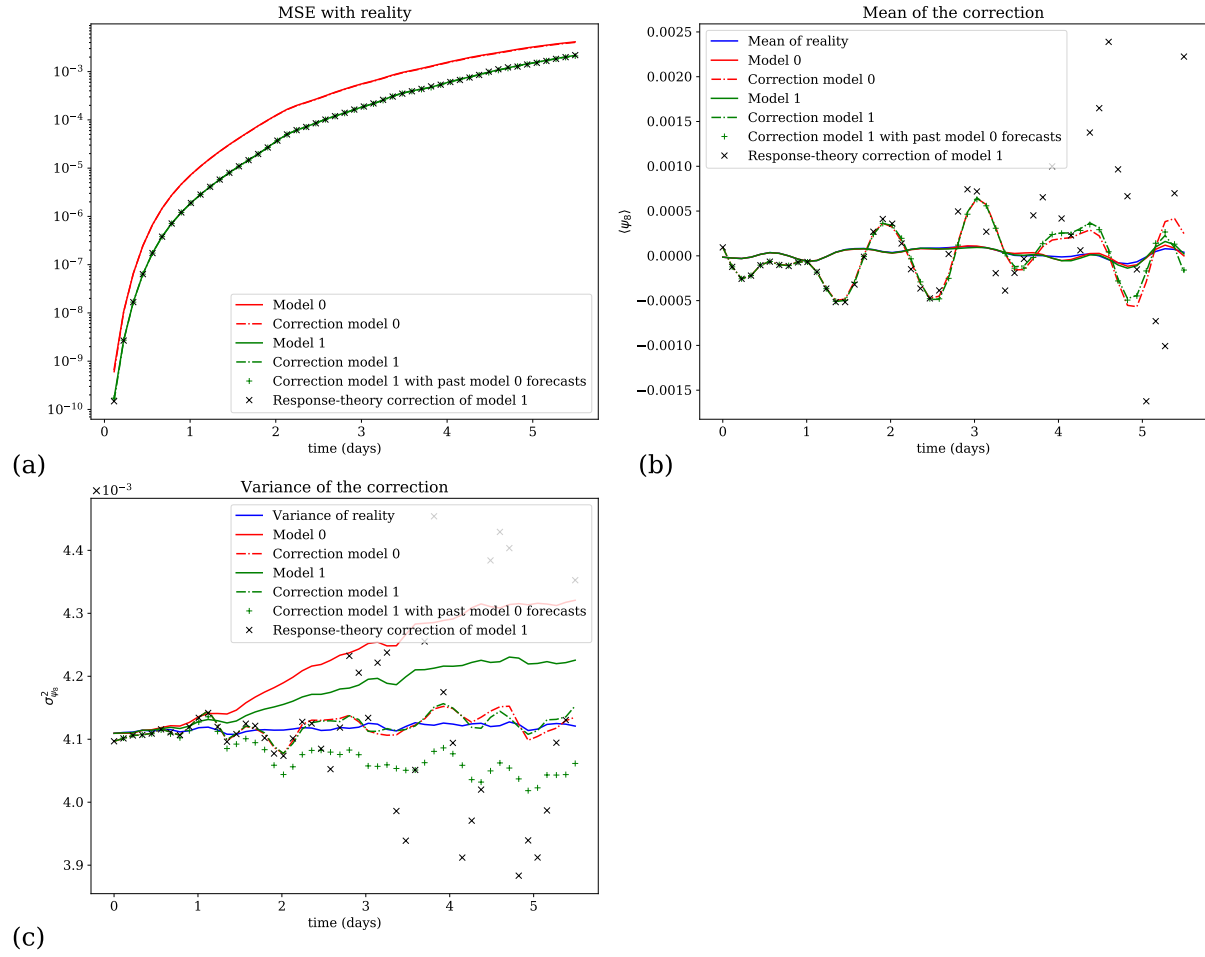 MSE with reality
10⁻³
10⁻⁴
10⁻⁵
10⁻⁶
10⁻⁷
10⁻⁸
10⁻⁹
10⁻¹⁰
Model 0
Correction model 0
Model 1
Correction model 1
Correction model 1 with past model 0 forecasts
Response-theory correction of model 1
0 1 2 3 4 5
time (days)
(a)
Mean of the correction
0.0025
0.0020
0.0015
0.0010
0.0005
0.0000
−0.0005
−0.0010
−0.0015
⟨ψ₈⟩
Mean of reality
Model 0
Correction model 0
Model 1
Correction model 1
Correction model 1 with past model 0 forecasts
Response-theory correction of model 1
0 1 2 3 4 5
time (days)
(b)
Variance of the correction
×10⁻³
4.4
4.3
4.2
4.1
4.0
3.9
σ²ψ₈
Variance of reality
Model 0
Correction model 0
Model 1
Correction model 1
Correction model 1 with past model 0 forecasts
Response-theory correction of model 1
0 1 2 3 4 5
time (days)
(c)